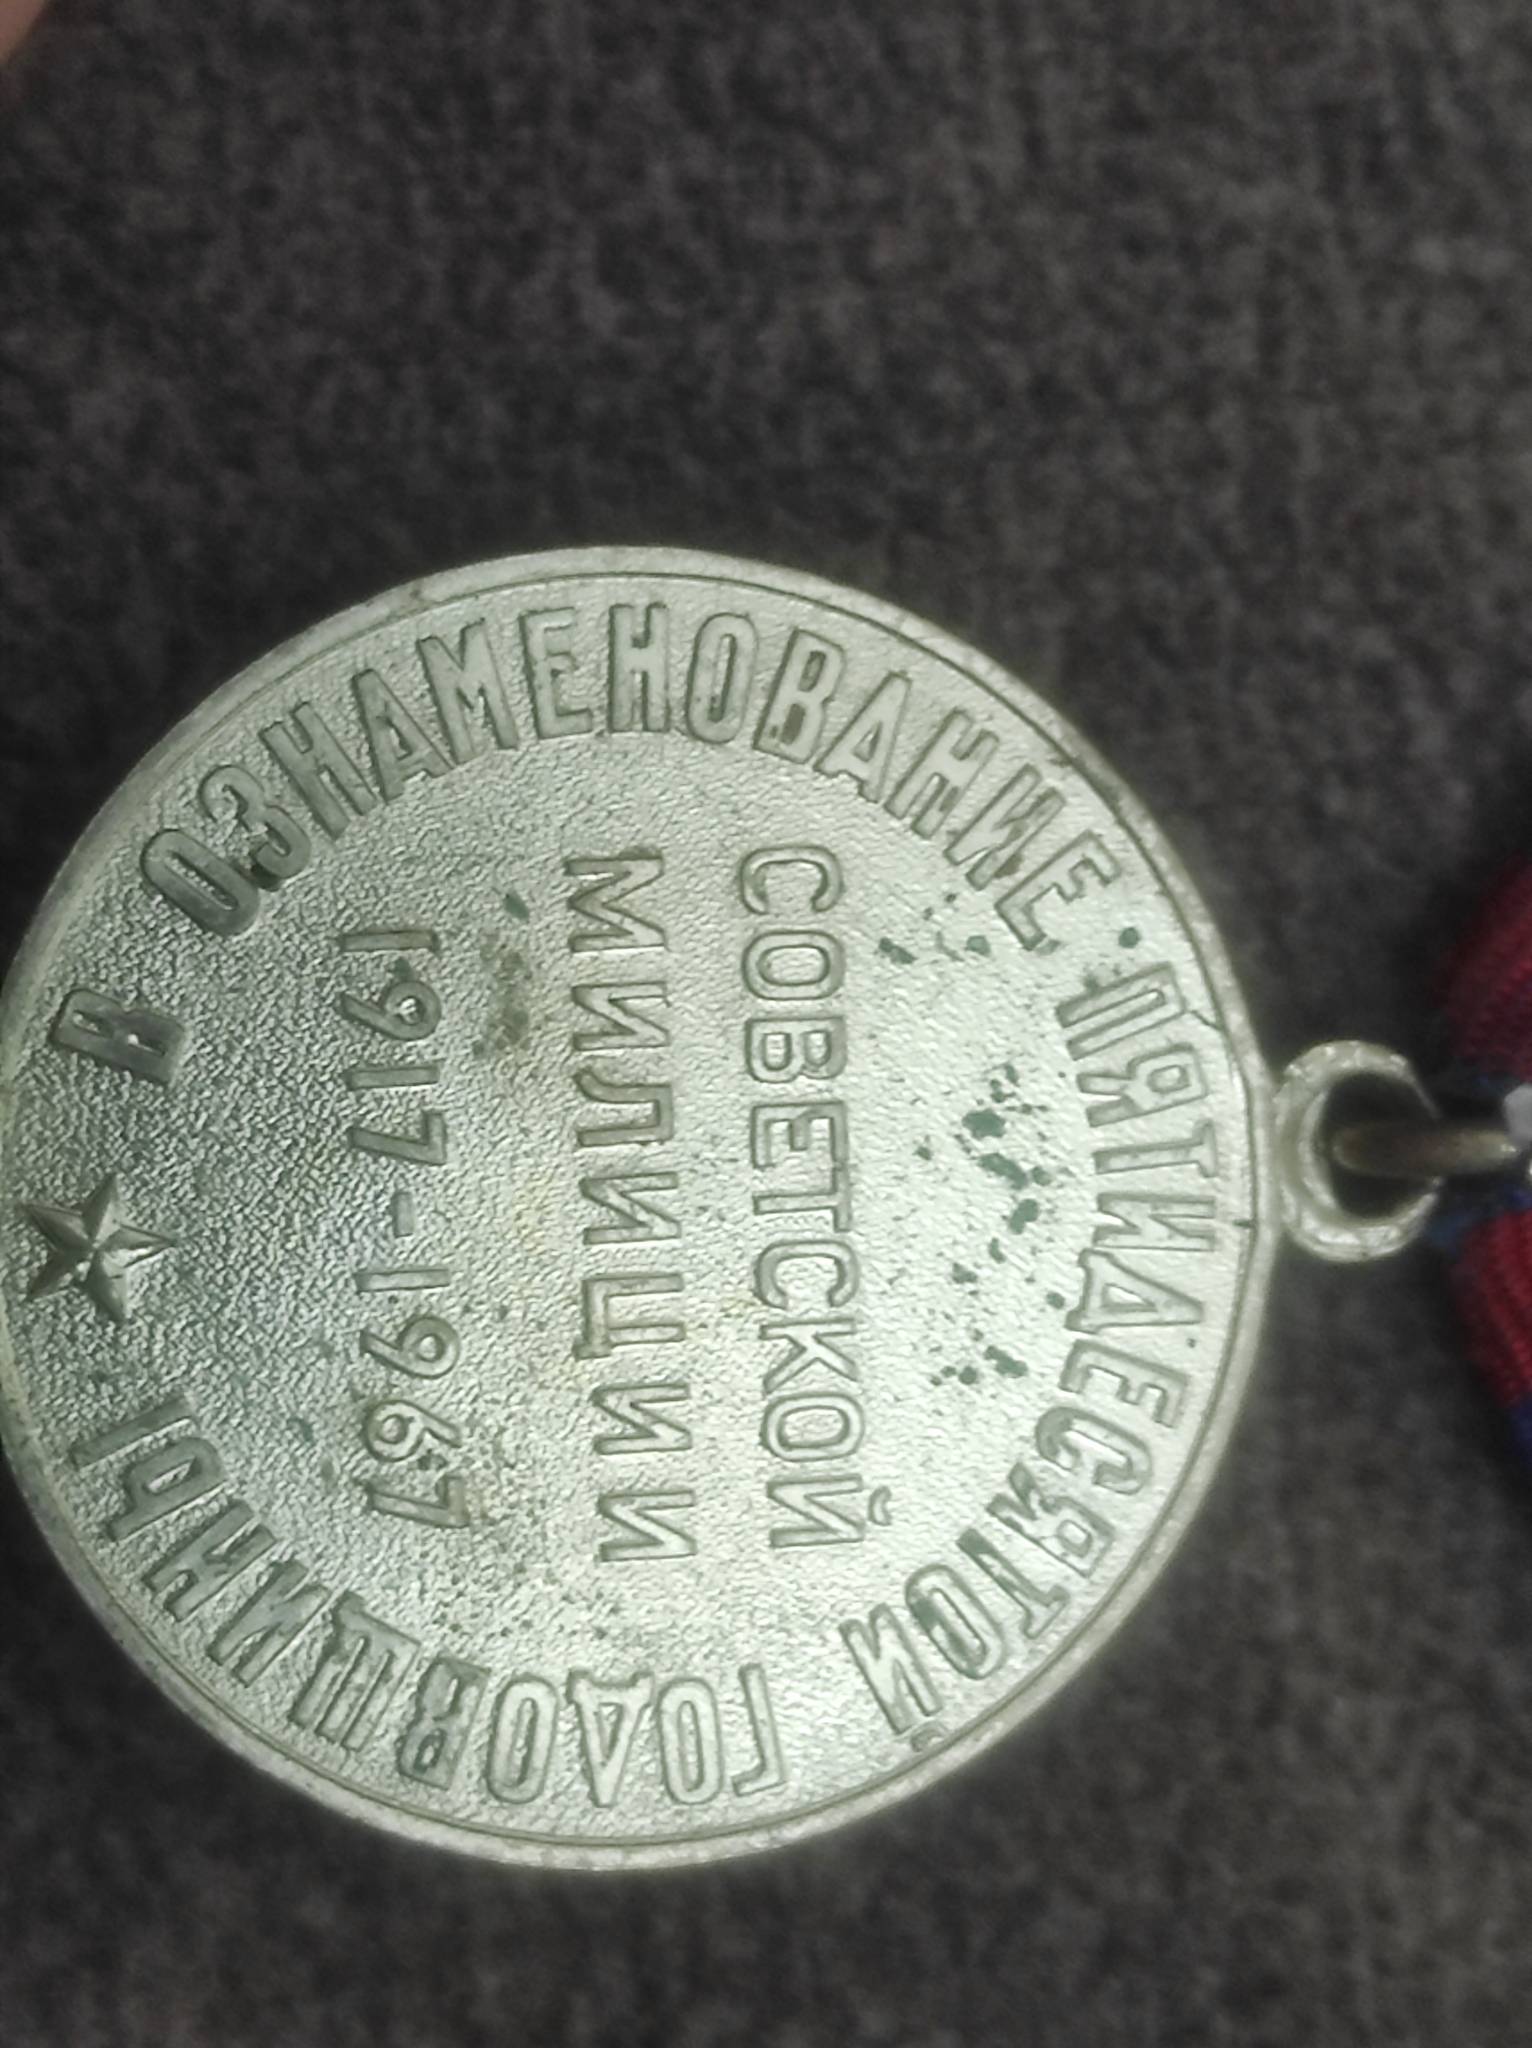 В ОЗНАМЕНОВАНИЕ ПЯТИДЕСЯТОЙ ГОДОВЩИНЫ
СОВЕТСКОЙ
МИЛИЦИИ
1917-1967